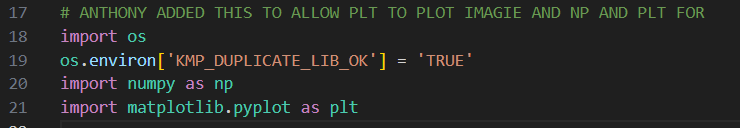 17 # ANTHONY ADDED THIS TO ALLOW PLT TO PLOT IMAGIE AND NP AND PLT FOR
18 import os
19 os.environ['KMP_DUPLICATE_LIB_OK'] = 'TRUE'
20 import numpy as np
21 import matplotlib.pyplot as plt